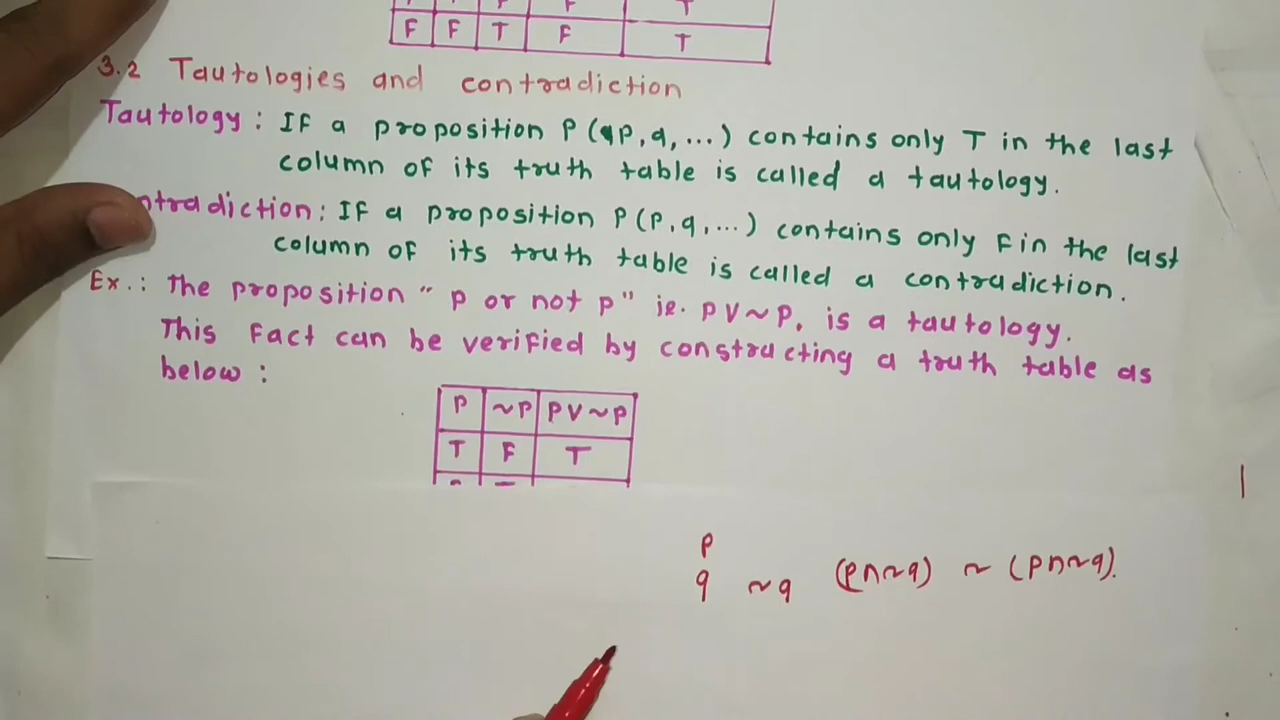 F F T F T
3.2 Tautologies and contradiction
Tautology: If a proposition P(p,q,...) contains only T in the last
column of its truth table is called a tautology.
ntradiction: If a proposition P(p,q,...) contains only F in the last
column of its truth table is called a contradiction.
Ex.: The proposition "p or not p" ie. p∨~p, is a tautology.
This fact can be verified by constructing a truth table as
below:
p ~p p∨~p
T F T
p
q ~q (p∩~q) ~(p∩~q).